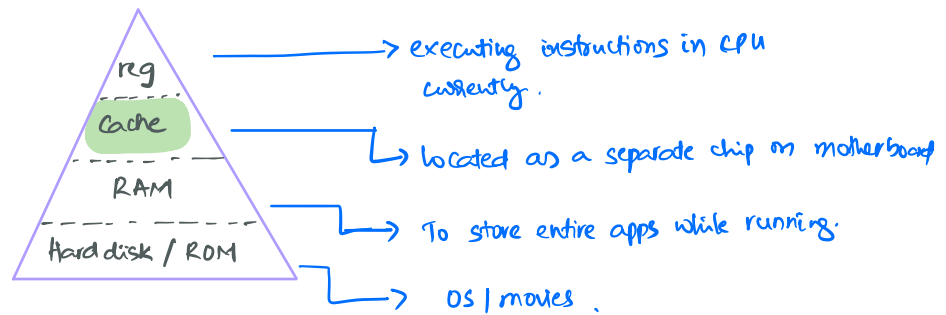 reg
→ executing instructions in CPU
currently.
Cache
→ located as a separate chip on motherboard
RAM
→ To store entire apps while running.
Hard disk / ROM
→ OS / movies.